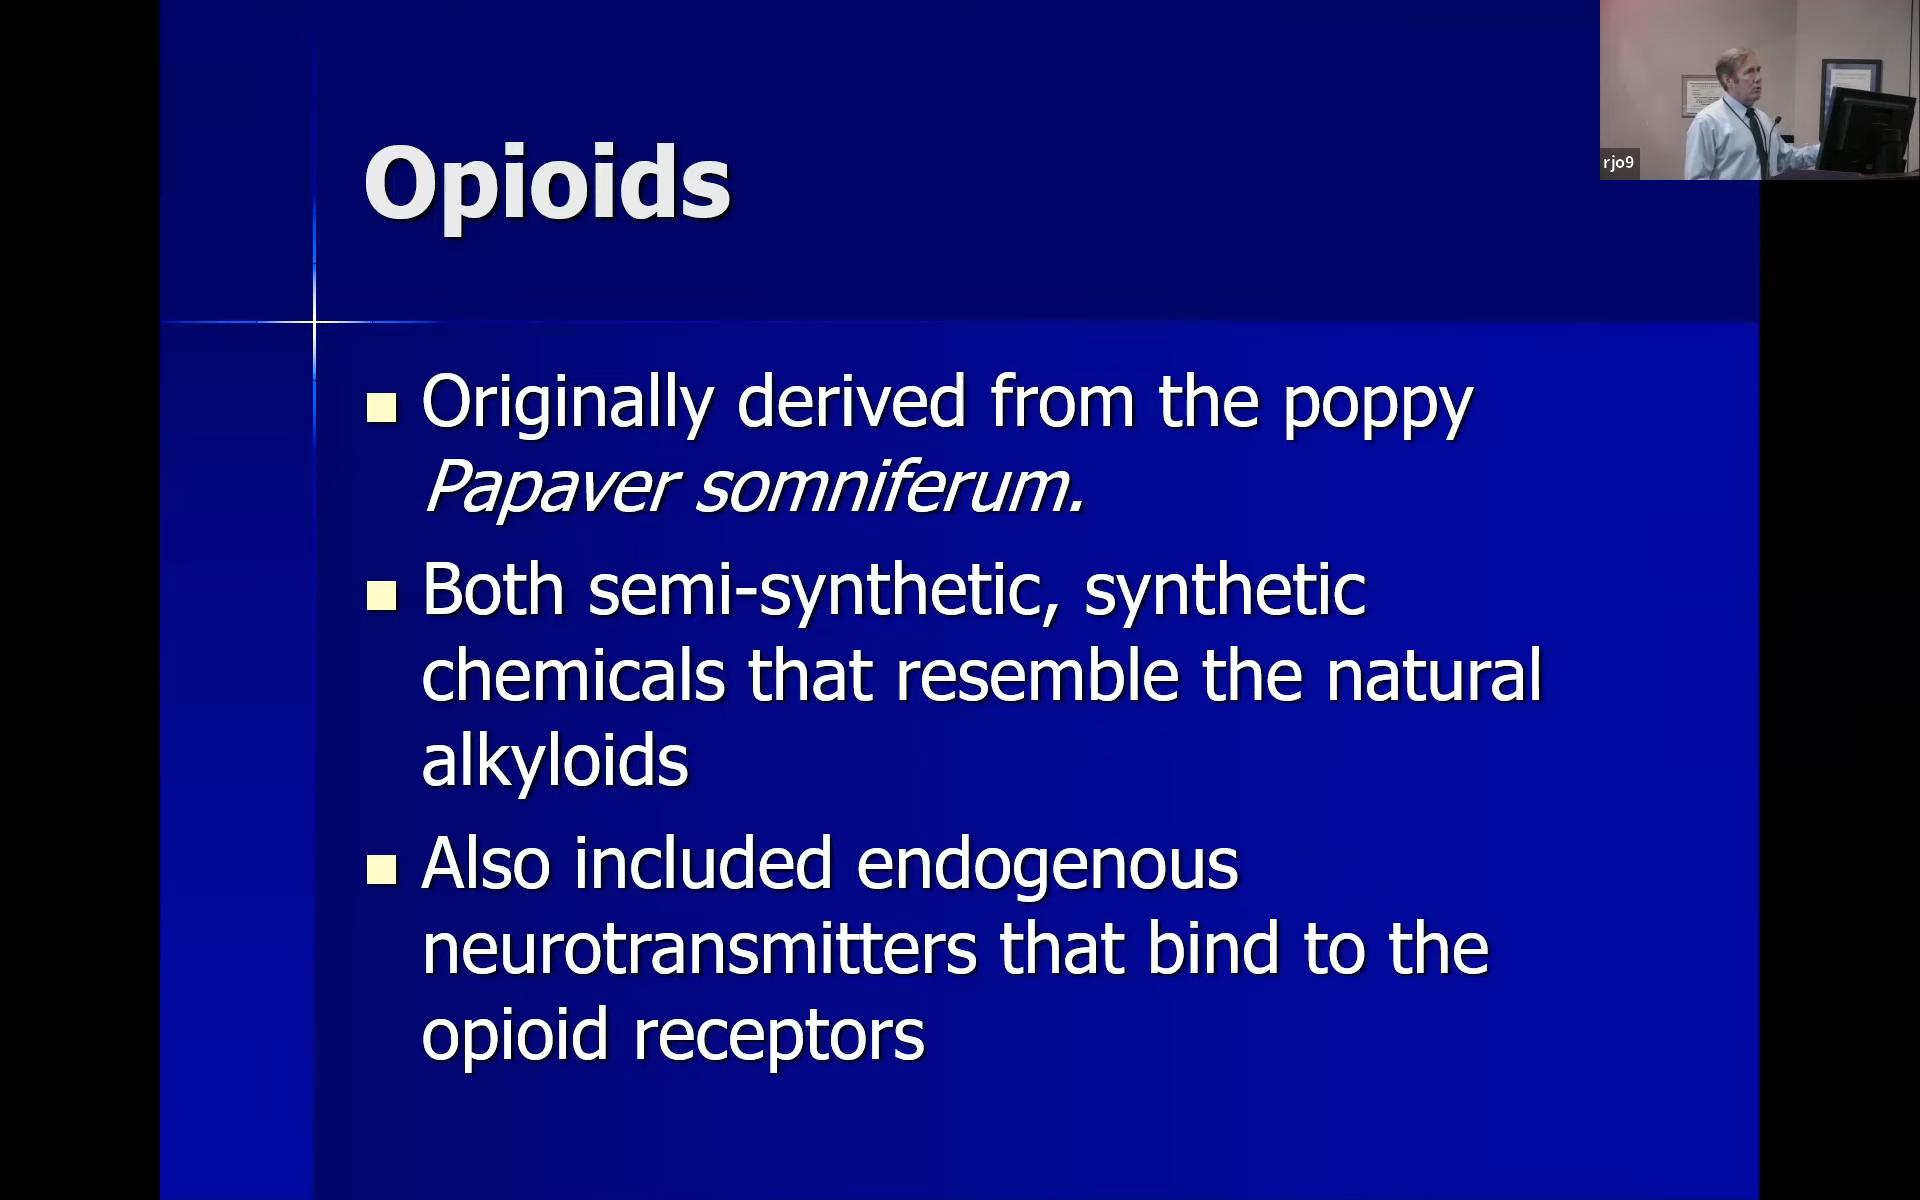 Opioids
Originally derived from the poppy
Papaver somniferum.
Both semi-synthetic, synthetic
chemicals that resemble the natural
alkyloids
Also included endogenous
neurotransmitters that bind to the
opioid receptors
rjo9